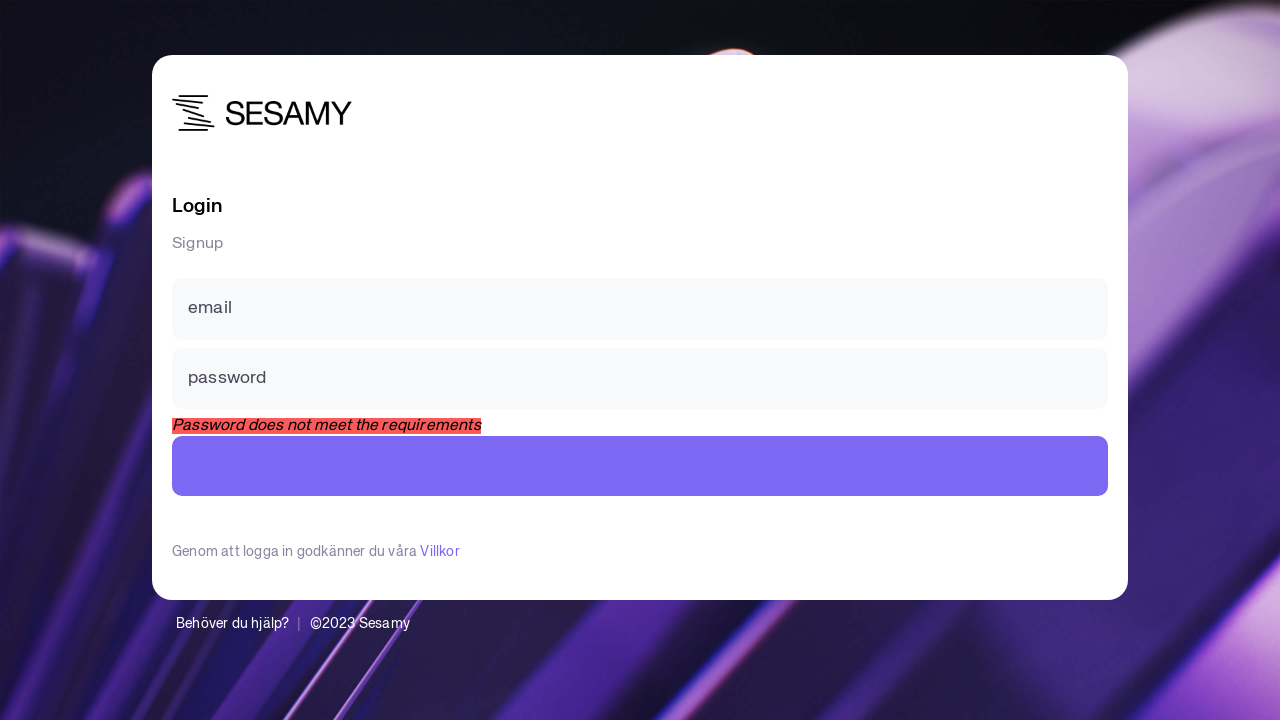 SESAMY
Login
Signup
email
password
Password does not meet the requirements
Genom att logga in godkänner du våra Villkor
Behöver du hjälp? | ©2023 Sesamy